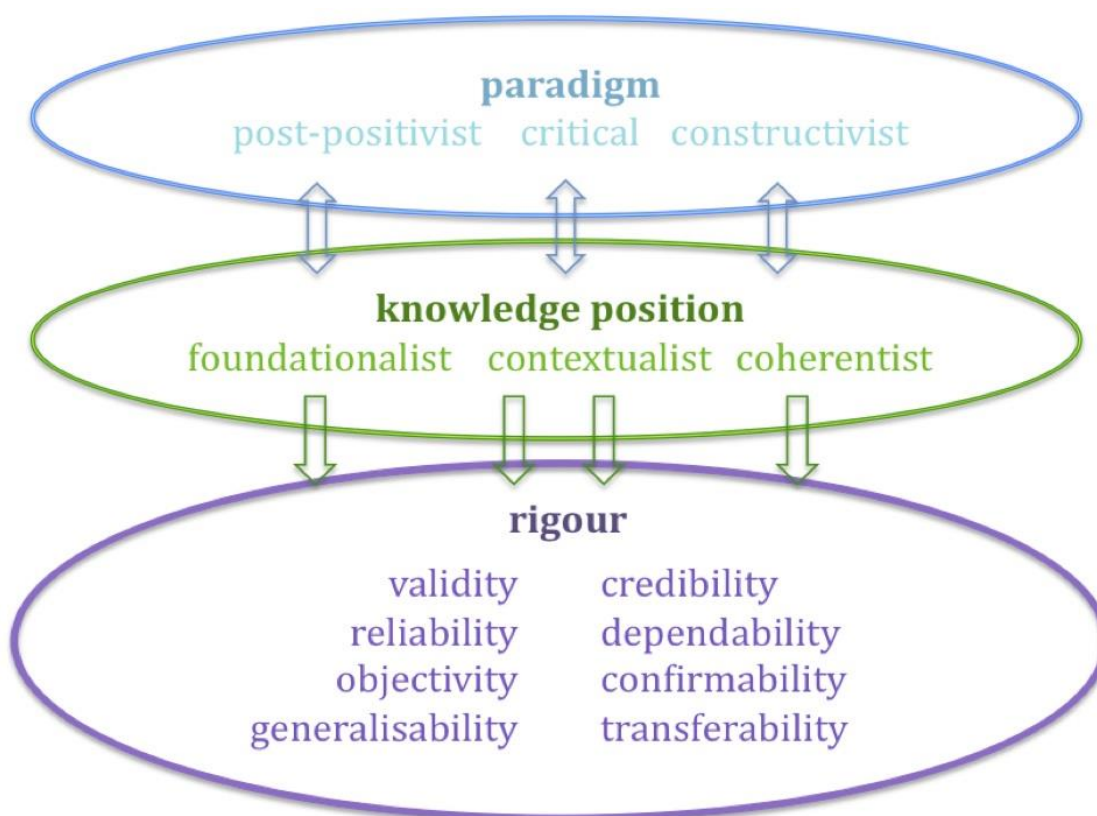 paradigm
post-positivist critical constructivist
knowledge position
foundationalist contextualist coherentist
rigour
validity credibility
reliability dependability
objectivity confirmability
generalisability transferability